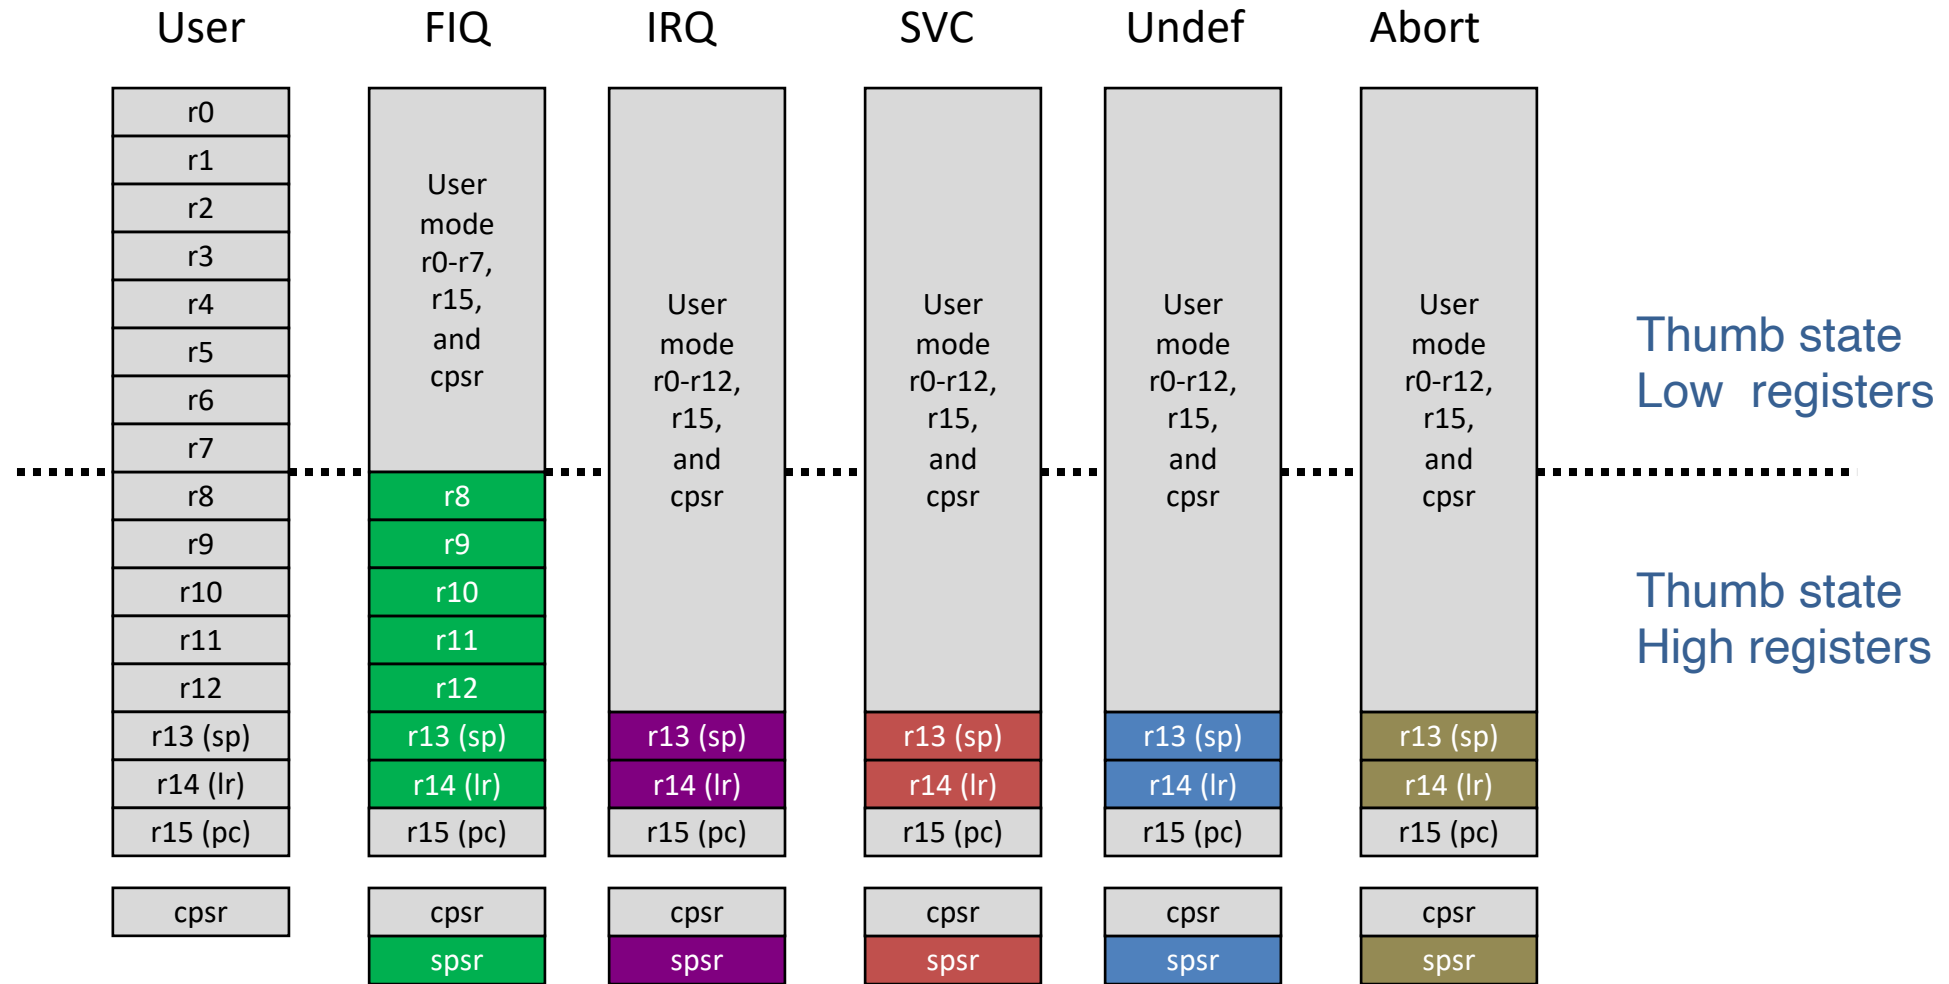 User
FIQ
IRQ
SVC
Undef
Abort
r0
r1
r2
r3
r4
r5
r6
r7
r8
r9
r10
r11
r12
r13 (sp)
r14 (lr)
r15 (pc)
cpsr
User
mode
r0-r7,
r15,
and
cpsr
r8
r9
r10
r11
r12
r13 (sp)
r14 (lr)
r15 (pc)
cpsr
spsr
User
mode
r0-r12,
r15,
and
cpsr
r13 (sp)
r14 (lr)
r15 (pc)
cpsr
spsr
User
mode
r0-r12,
r15,
and
cpsr
r13 (sp)
r14 (lr)
r15 (pc)
cpsr
spsr
User
mode
r0-r12,
r15,
and
cpsr
r13 (sp)
r14 (lr)
r15 (pc)
cpsr
spsr
User
mode
r0-r12,
r15,
and
cpsr
r13 (sp)
r14 (lr)
r15 (pc)
cpsr
spsr
Thumb state
Low registers
Thumb state
High registers